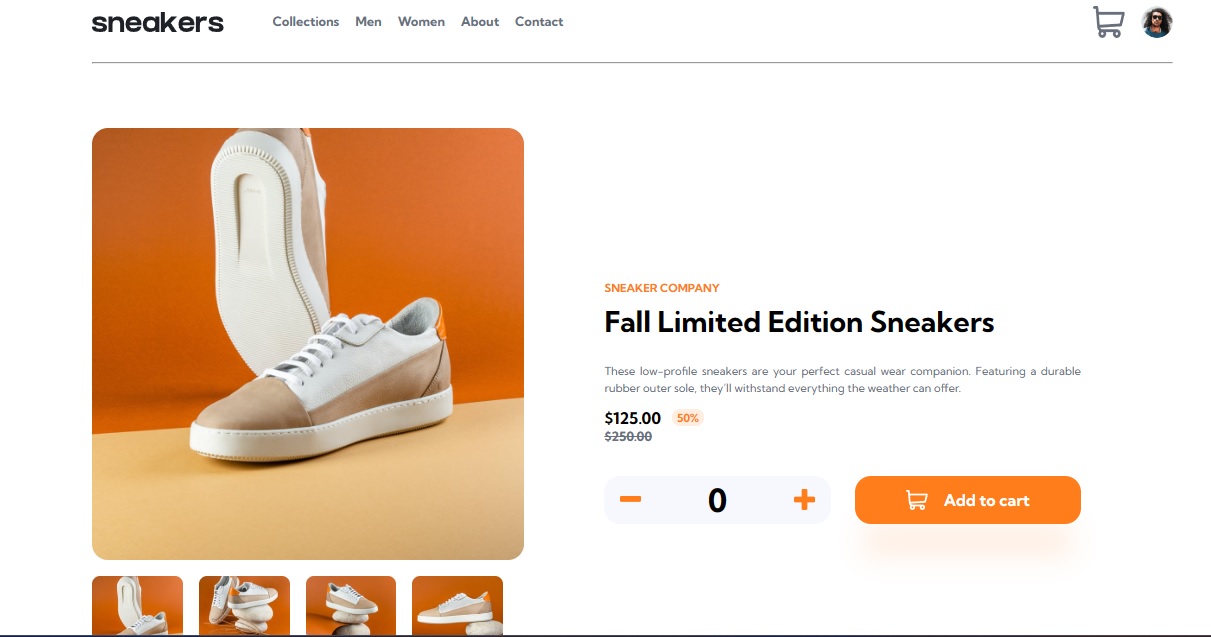 sneakers
Collections Men Women About Contact
SNEAKER COMPANY
Fall Limited Edition Sneakers
These low-profile sneakers are your perfect casual wear companion. Featuring a durable
rubber outer sole, they'll withstand everything the weather can offer.
$125.00 50%
$250.00
0
Add to cart